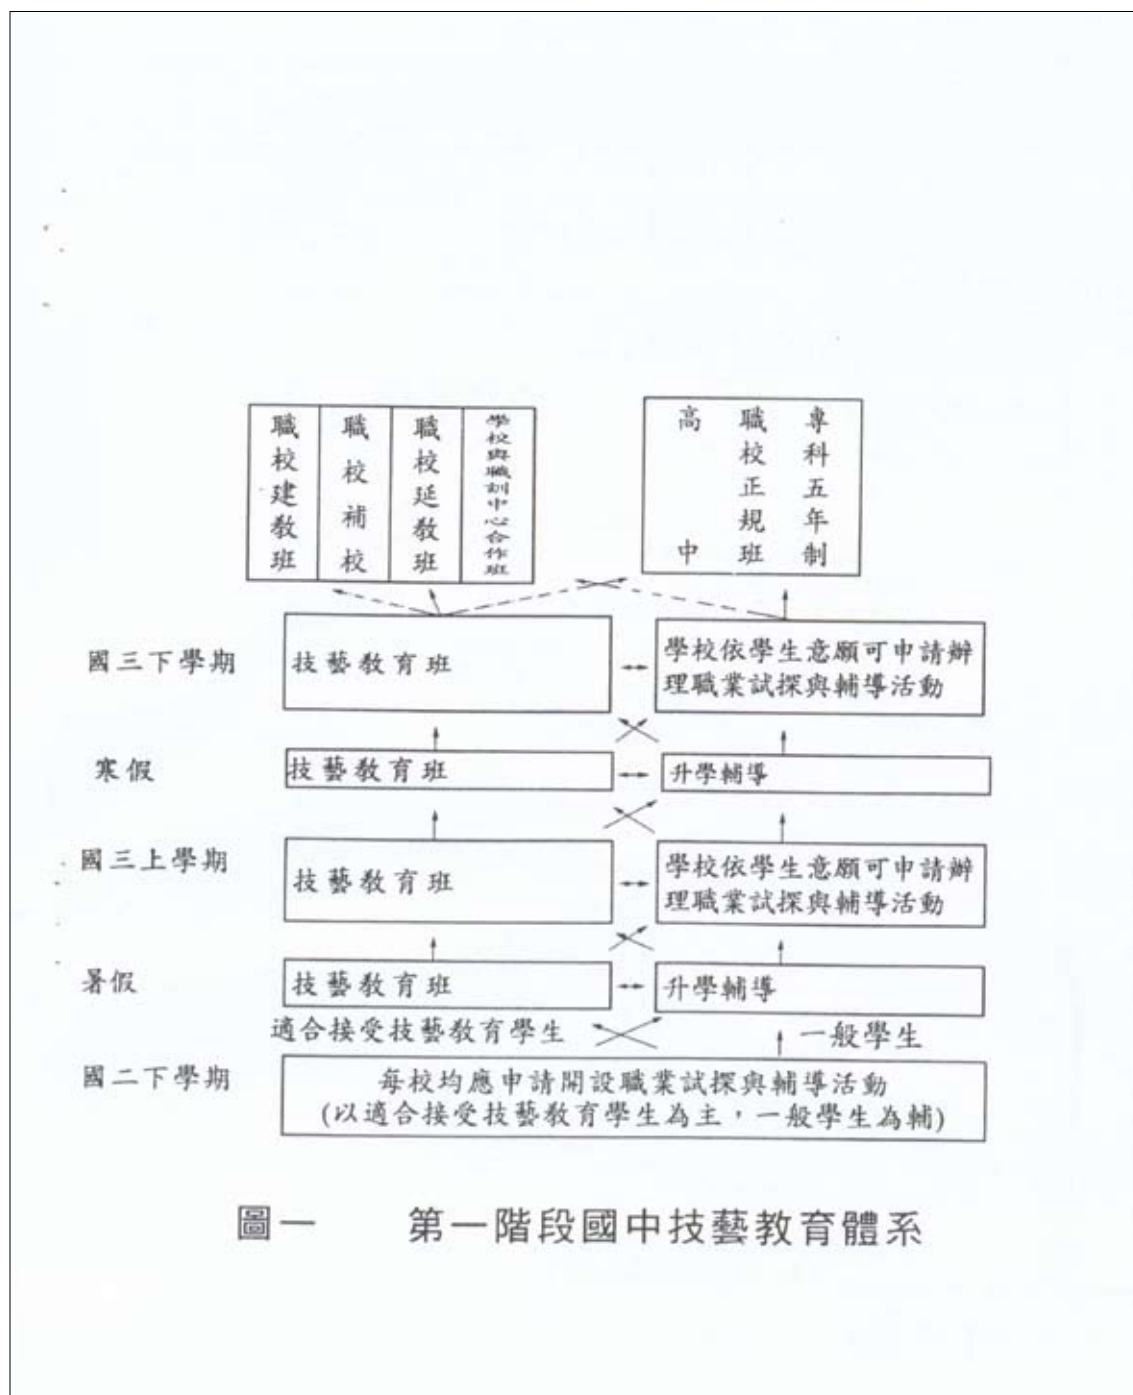 職校建教班
職校補校
職校延教班
學校與職訓中心合作班
高中
職校正規班
專科五年制
國三下學期
技藝教育班
學校依學生意願可申請辦
理職業試探與輔導活動
寒假
技藝教育班
升學輔導
國三上學期
技藝教育班
學校依學生意願可申請辦
理職業試探與輔導活動
暑假
技藝教育班
升學輔導
適合接受技藝教育學生
一般學生
國二下學期
每校均應申請開設職業試探與輔導活動
(以適合接受技藝教育學生為主，一般學生為輔)
圖一 第一階段國中技藝教育體系